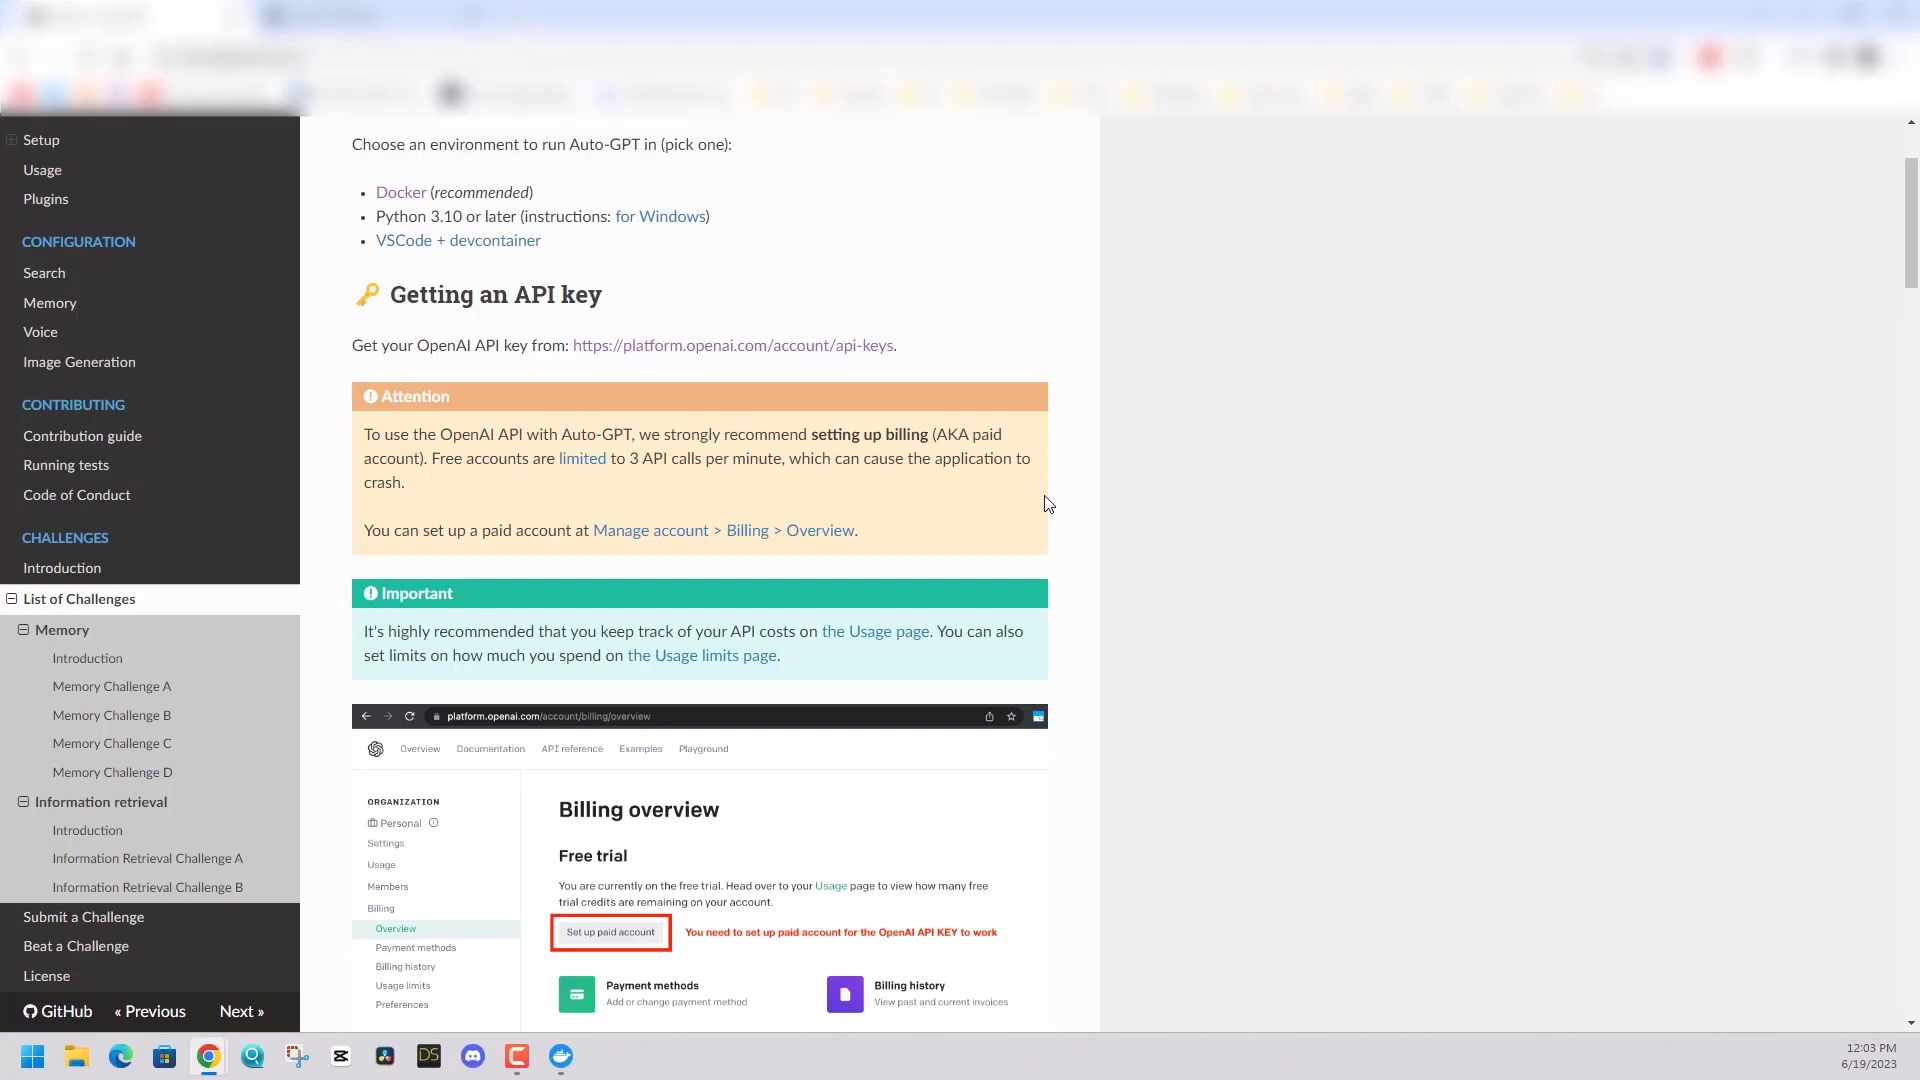 Setup
Usage
Plugins
CONFIGURATION
Search
Memory
Voice
Image Generation
CONTRIBUTING
Contribution guide
Running tests
Code of Conduct
CHALLENGES
Introduction
List of Challenges
Memory
Introduction
Memory Challenge A
Memory Challenge B
Memory Challenge C
Memory Challenge D
Information retrieval
Introduction
Information Retrieval Challenge A
Information Retrieval Challenge B
Submit a Challenge
Beat a Challenge
License
GitHub « Previous Next »
Choose an environment to run Auto-GPT in (pick one):
• Docker (recommended)
• Python 3.10 or later (instructions: for Windows)
• VSCode + devcontainer
🔑 Getting an API key
Get your OpenAI API key from: https://platform.openai.com/account/api-keys.
Attention
To use the OpenAI API with Auto-GPT, we strongly recommend setting up billing (AKA paid
account). Free accounts are limited to 3 API calls per minute, which can cause the application to
crash.
You can set up a paid account at Manage account > Billing > Overview.
Important
It's highly recommended that you keep track of your API costs on the Usage page. You can also
set limits on how much you spend on the Usage limits page.
platform.openai.com/account/billing/overview
Overview Documentation API reference Examples Playground
ORGANIZATION
Personal
Settings
Usage
Members
Billing
Overview
Payment methods
Billing history
Usage limits
Preferences
Billing overview
Free trial
You are currently on the free trial. Head over to your Usage page to view how many free
trial credits are remaining on your account.
Set up paid account You need to set up paid account for the OpenAI API KEY to work
Payment methods
Add or change payment method
Billing history
View past and current invoices
DS
12:03 PM
6/19/2023